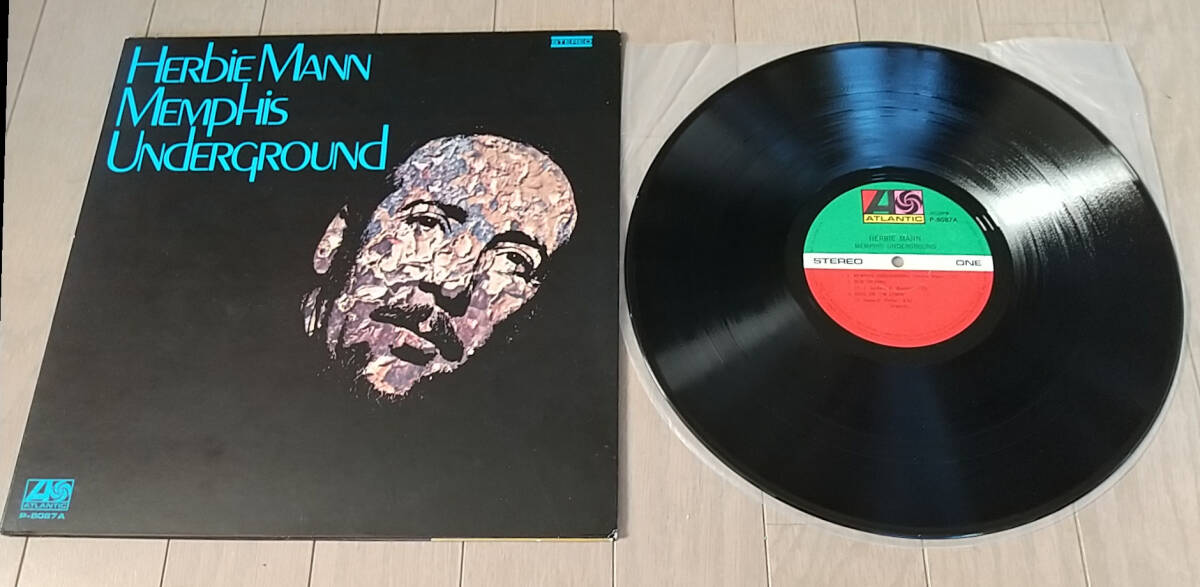 STEREO
HERBIE MANN
MEMPHIS
UNDERGROUND
ATLANTIC
P-8087A
ATLANTIC
P-8087A
HERBIE MANN
MEMPHIS UNDERGROUND
STEREO ONE